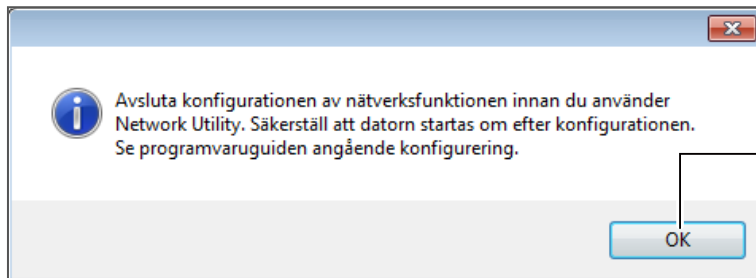 Avsluta konfigurationen av nätverksfunktionen innan du använder
Network Utility. Säkerställ att datorn startas om efter konfigurationen.
Se programvaruguiden angående konfigurering.
OK